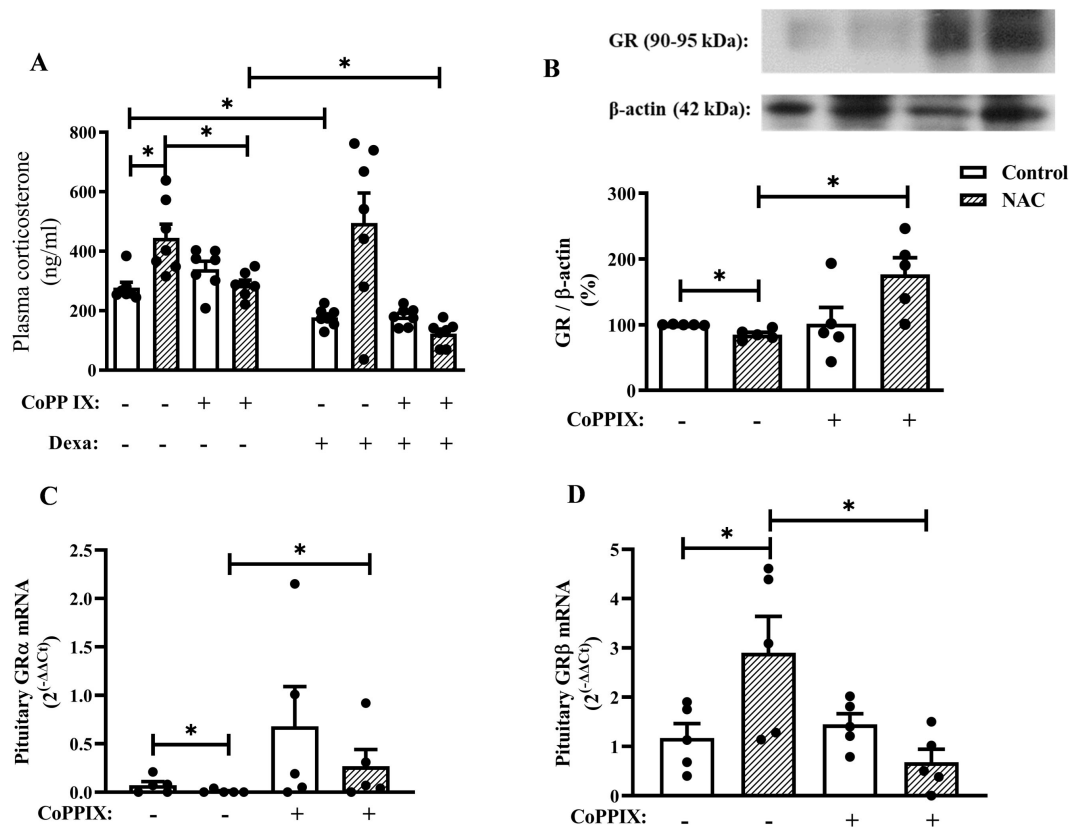 A
*
*
*
*
Plasma corticosterone
(ng/ml)
800
600
400
200
0
CoPP IX: - - + + - - + +
Dexa: - - - - + + + +
B
GR (90-95 kDa):
β-actin (42 kDa):
Control
NAC
*
*
GR / β-actin
(%)
300
200
100
0
CoPPIX: - - + +
C
*
*
Pituitary GRα mRNA
(2^(-ΔΔCt))
2.5
2.0
1.5
1.0
0.5
0.0
CoPPIX: - - + +
D
*
*
Pituitary GRβ mRNA
(2^(-ΔΔCt))
5
4
3
2
1
0
CoPPIX: - - + +